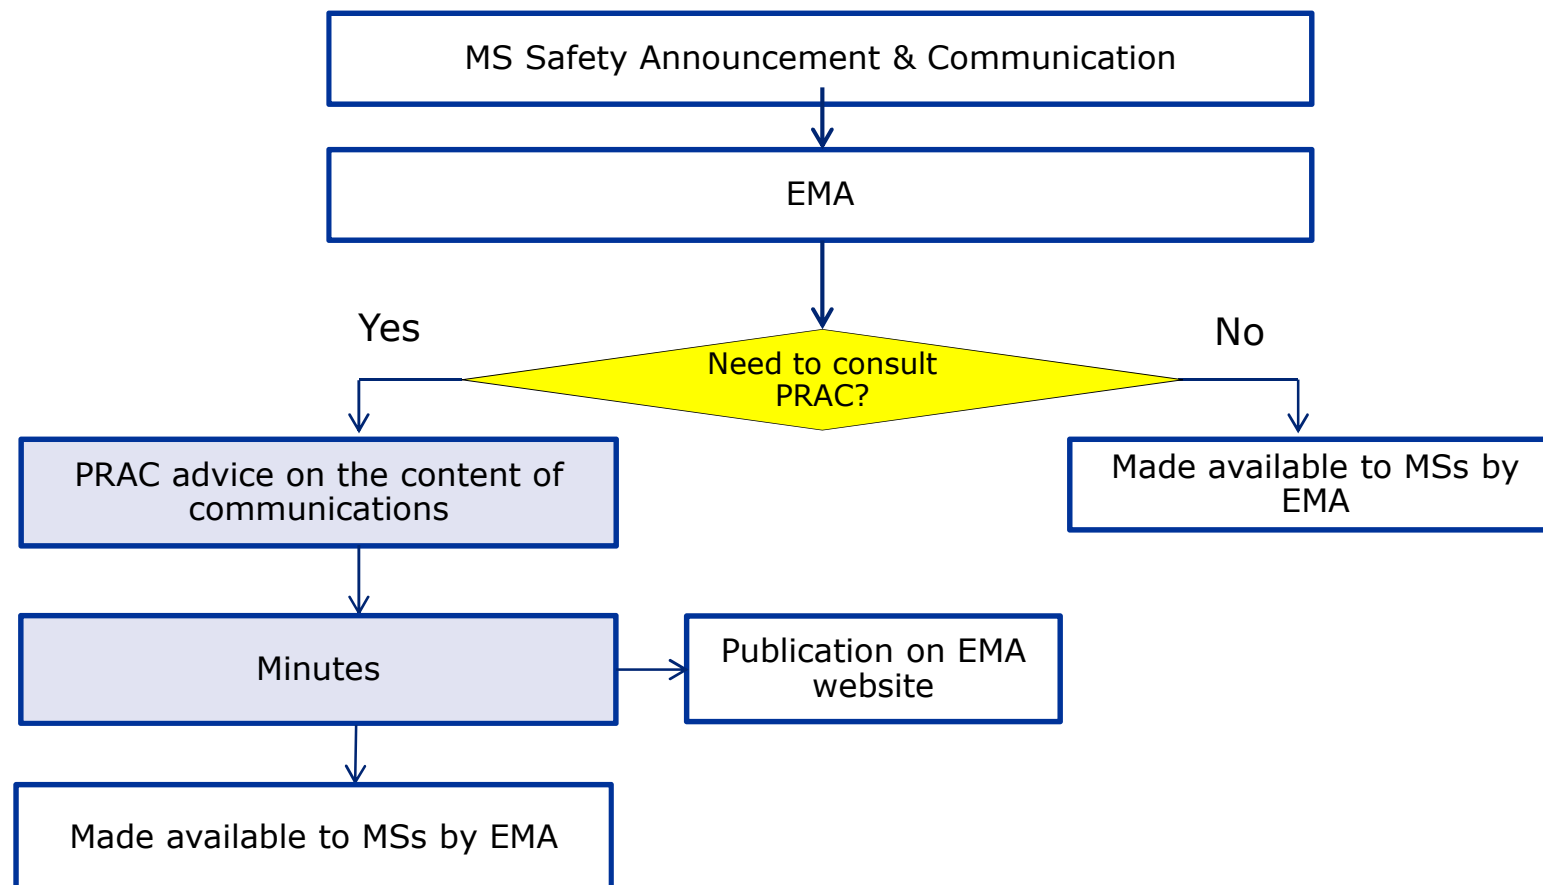 MS Safety Announcement & Communication
EMA
Yes
No
Need to consult
PRAC?
PRAC advice on the content of
communications
Made available to MSs by
EMA
Minutes
Publication on EMA
website
Made available to MSs by EMA